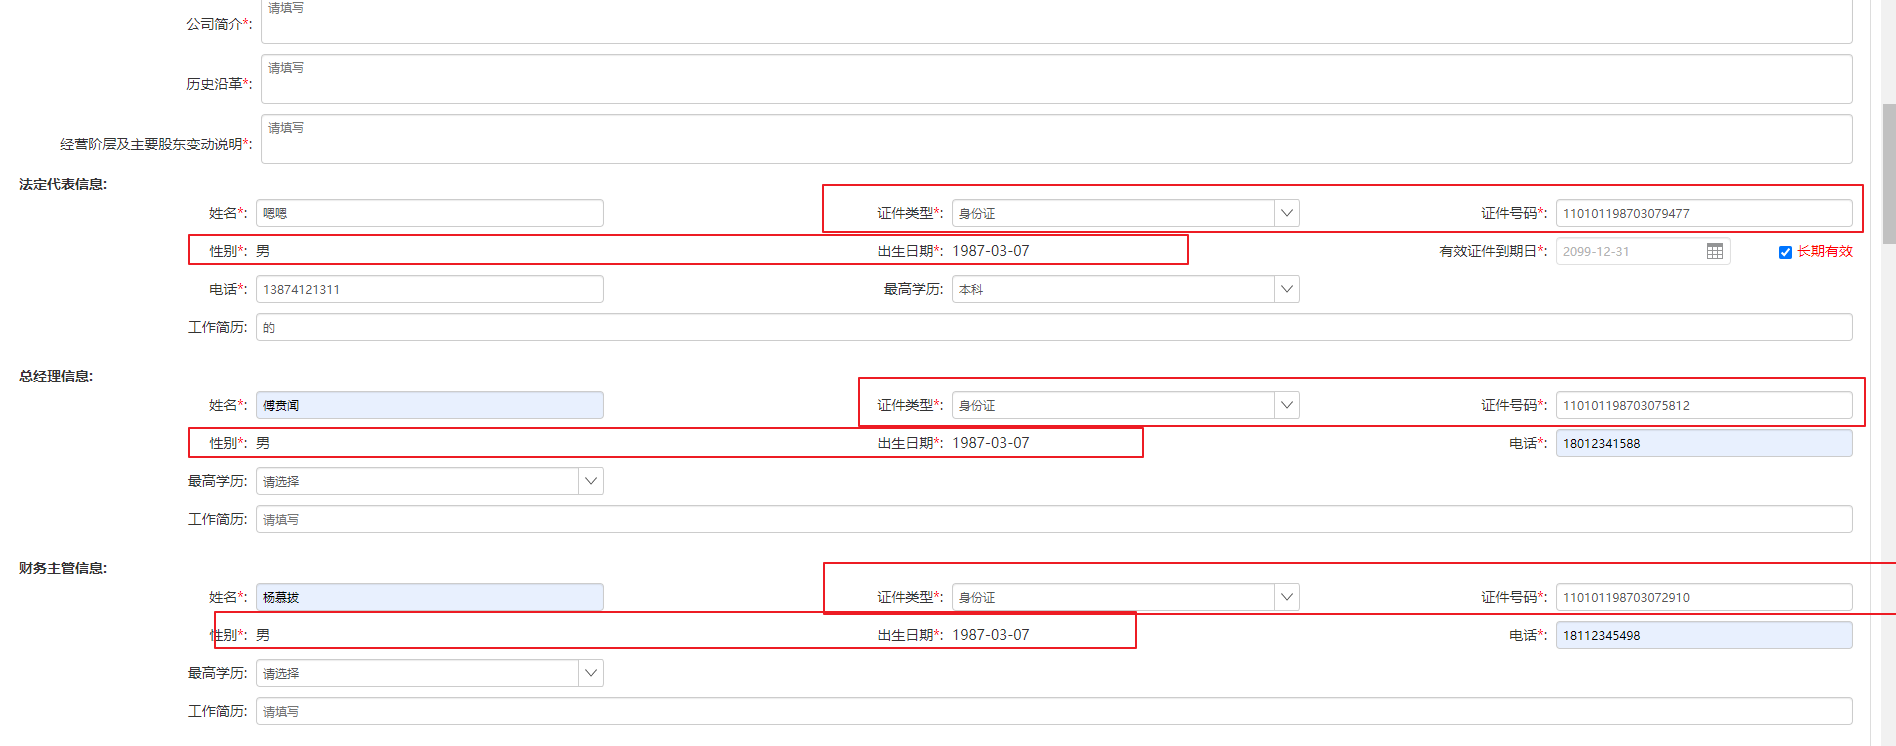 请填写
公司简介*:
请填写
历史沿革*:
请填写
经营阶层及主要股东变动说明*:
法定代表信息:
姓名*: 嗯嗯 证件类型*: 身份证 证件号码*: 110101198703079477
性别*: 男 出生日期*: 1987-03-07 有效证件到期日*: 2099-12-31 长期有效
电话*: 13874121311 最高学历: 本科
工作简历: 的
总经理信息:
姓名*: 傅贲闻 证件类型*: 身份证 证件号码*: 110101198703075812
性别*: 男 出生日期*: 1987-03-07 电话*: 18012341588
最高学历: 请选择
工作简历: 请填写
财务主管信息:
姓名*: 杨慕拔 证件类型*: 身份证 证件号码*: 110101198703072910
性别*: 男 出生日期*: 1987-03-07 电话*: 18112345498
最高学历: 请选择
工作简历: 请填写